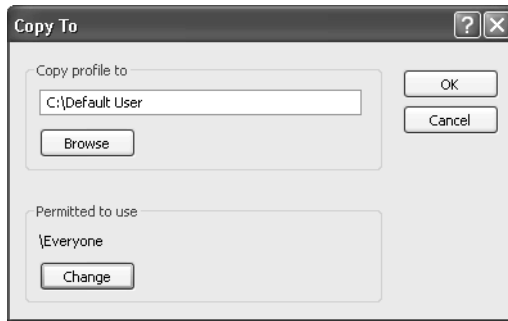 Copy To
Copy profile to
C:\Default User
Browse
OK
Cancel
Permitted to use
\Everyone
Change